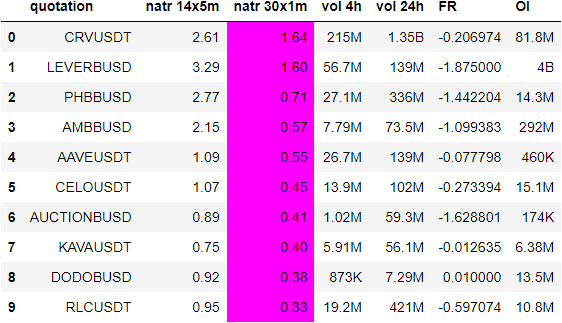 quotation natr 14x5m natr 30x1m vol 4h vol 24h FR OI
0 CRVUSDT 2.61 1.64 215M 1.35B -0.206974 81.8M
1 LEVERBUSD 3.29 1.60 56.7M 139M -1.875000 4B
2 PHBBUSD 2.77 0.71 27.1M 336M -1.442204 14.3M
3 AMBBUSD 2.15 0.57 7.79M 73.5M -1.099383 292M
4 AAVEUSDT 1.09 0.55 26.7M 139M -0.077798 460K
5 CELOUSDT 1.07 0.45 13.9M 102M -0.273394 15.1M
6 AUCTIONBUSD 0.89 0.41 1.02M 59.3M -1.628801 174K
7 KAVAUSDT 0.75 0.40 5.91M 56.1M -0.012635 6.38M
8 DODOBUSD 0.92 0.38 873K 7.29M 0.010000 13.5M
9 RLCUSDT 0.95 0.33 19.2M 421M -0.597074 10.8M